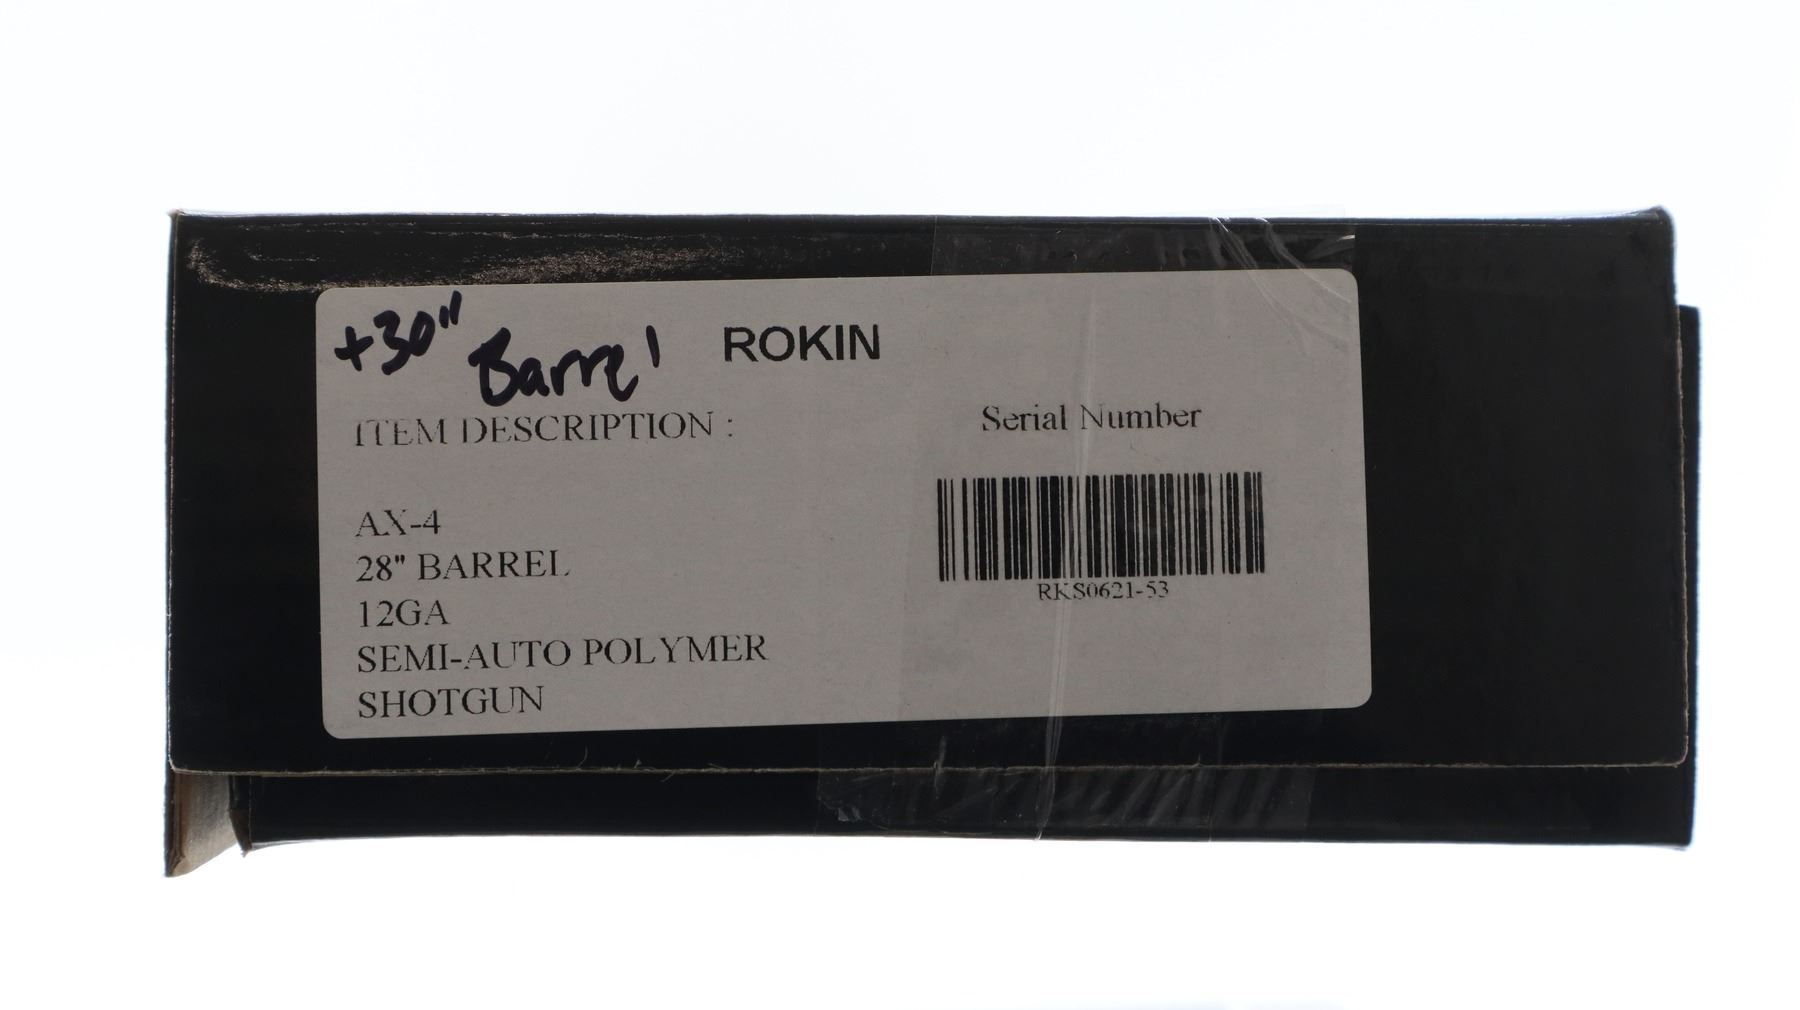 +30" Barrel
ROKIN
ITEM DESCRIPTION :
Serial Number
AX-4
28" BARREL
12GA
SEMI-AUTO POLYMER
SHOTGUN
RKS0621-53